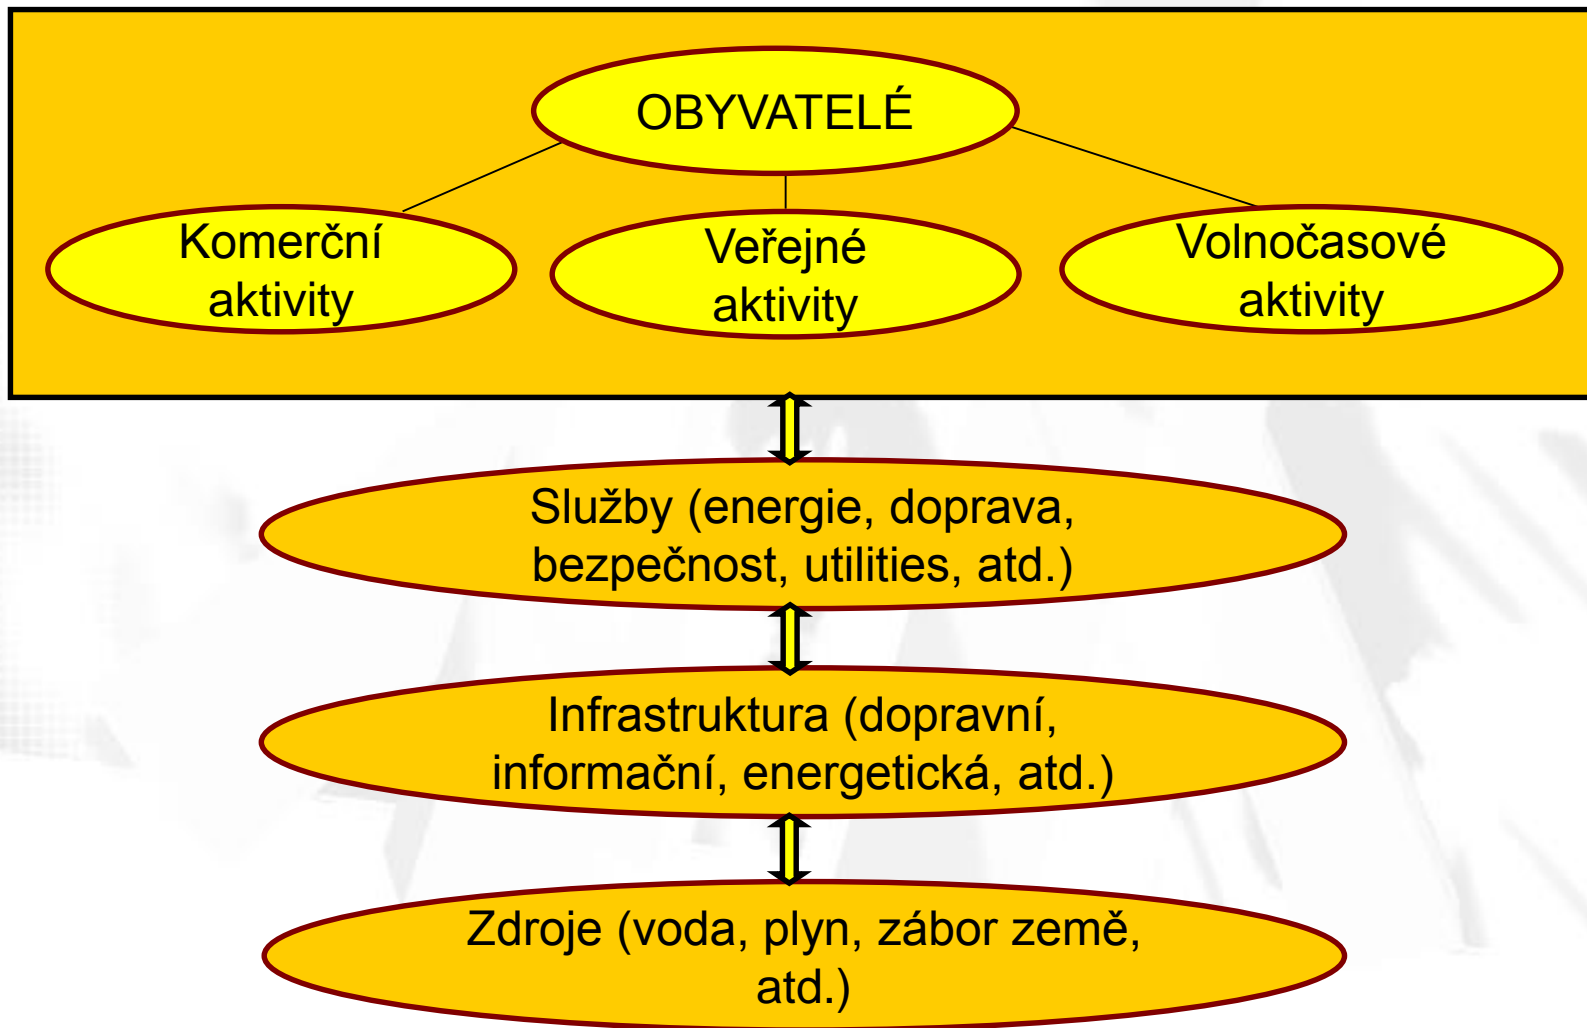 OBYVATELÉ
Komerční
aktivity
Veřejné
aktivity
Volnočasové
aktivity
Služby (energie, doprava,
bezpečnost, utilities, atd.)
Infrastruktura (dopravní,
informační, energetická, atd.)
Zdroje (voda, plyn, zábor země,
atd.)